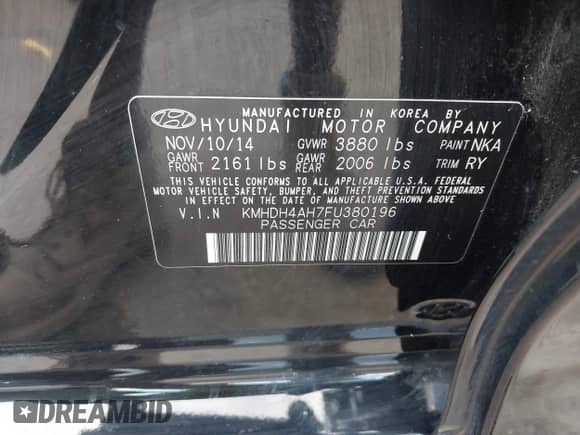 MANUFACTURED IN KOREA BY
HYUNDAI MOTOR COMPANY
NOV/10/14 GVWR 3880 lbs PAINT NKA
GAWR FRONT 2161 lbs GAWR REAR 2006 lbs TRIM RY
THIS VEHICLE CONFORMS TO ALL APPLICABLE FEDERAL
MOTOR VEHICLE SAFETY, BUMPER, AND THEFT PREVENTION STANDARDS
IN EFFECT ON THE DATE OF MANUFACTURE SHOWN ABOVE.
V.I.N KMHDH4AH7FU380196
PASSENGER CAR
DREAMBID